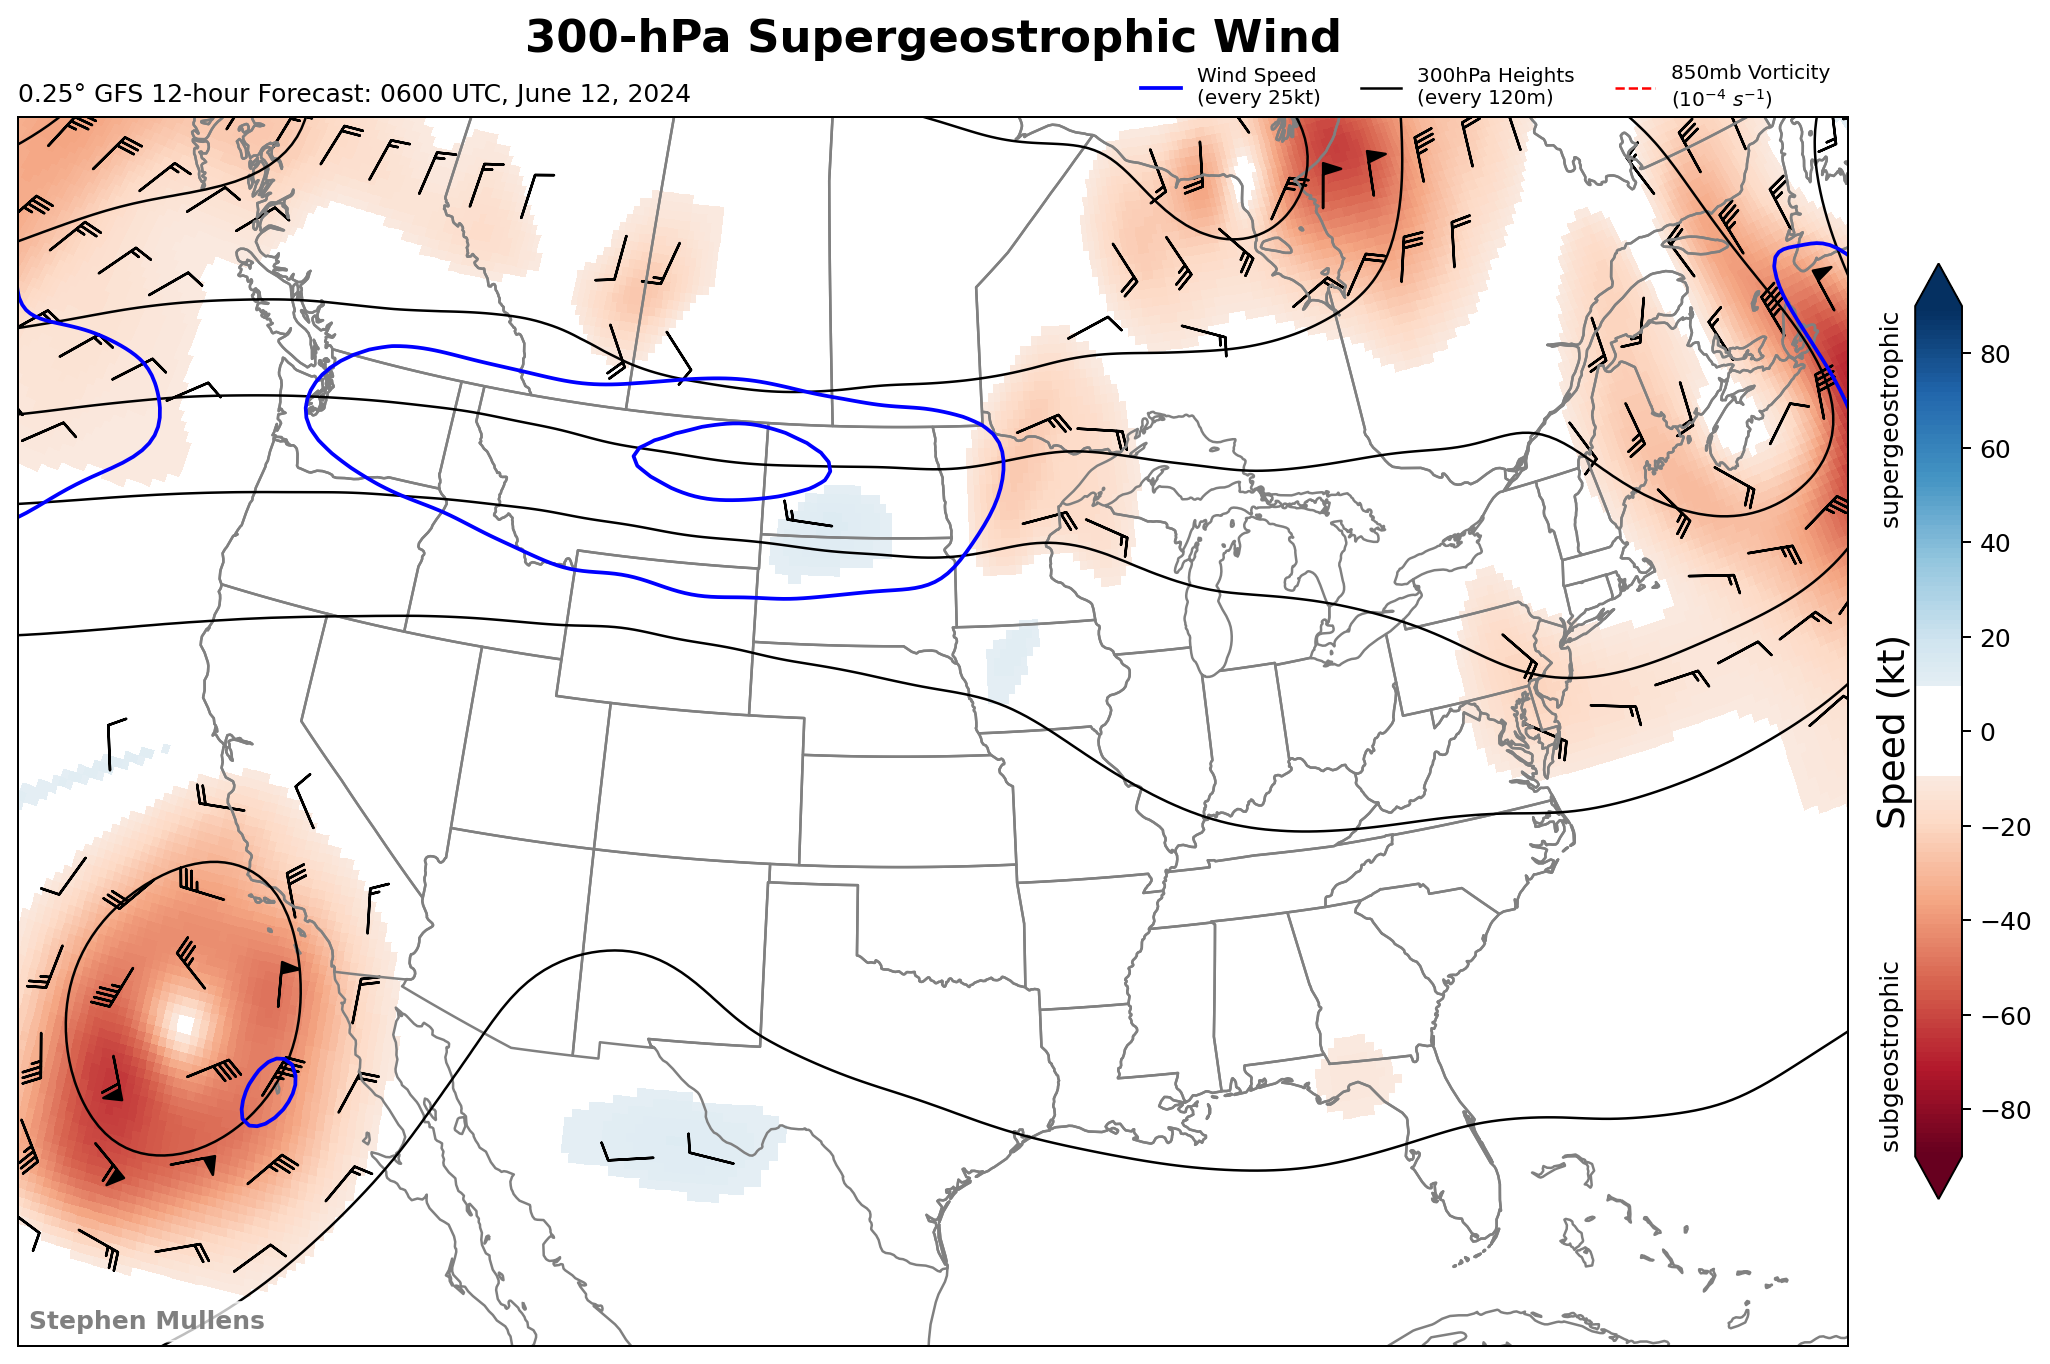 300-hPa Supergeostrophic Wind
0.25° GFS 12-hour Forecast: 0600 UTC, June 12, 2024
Wind Speed
(every 25kt)
300hPa Heights
(every 120m)
850mb Vorticity
(10⁻⁴ s⁻¹)
supergeostrophic
Speed (kt)
subgeostrophic
80
60
40
20
0
−20
−40
−60
−80
Stephen Mullens